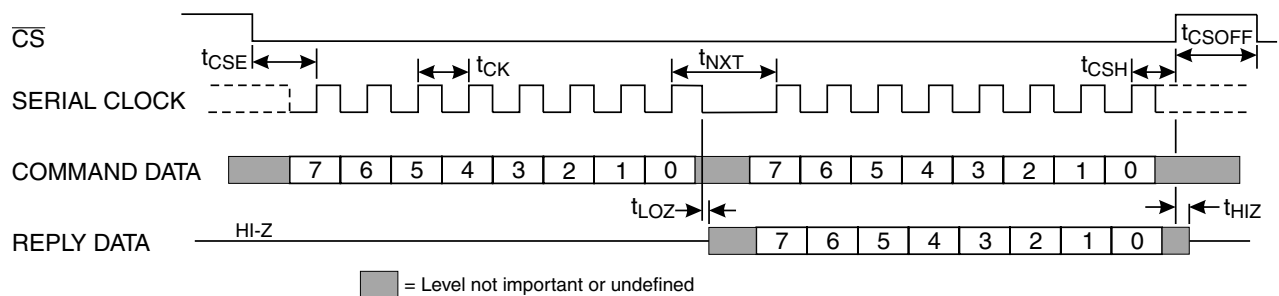 CS
tCSOFF
tCSE
tCK
tNXT
tCSH
SERIAL CLOCK
COMMAND DATA
7 6 5 4 3 2 1 0
7 6 5 4 3 2 1 0
tLOZ
tHIZ
REPLY DATA
HI-Z
7 6 5 4 3 2 1 0
= Level not important or undefined